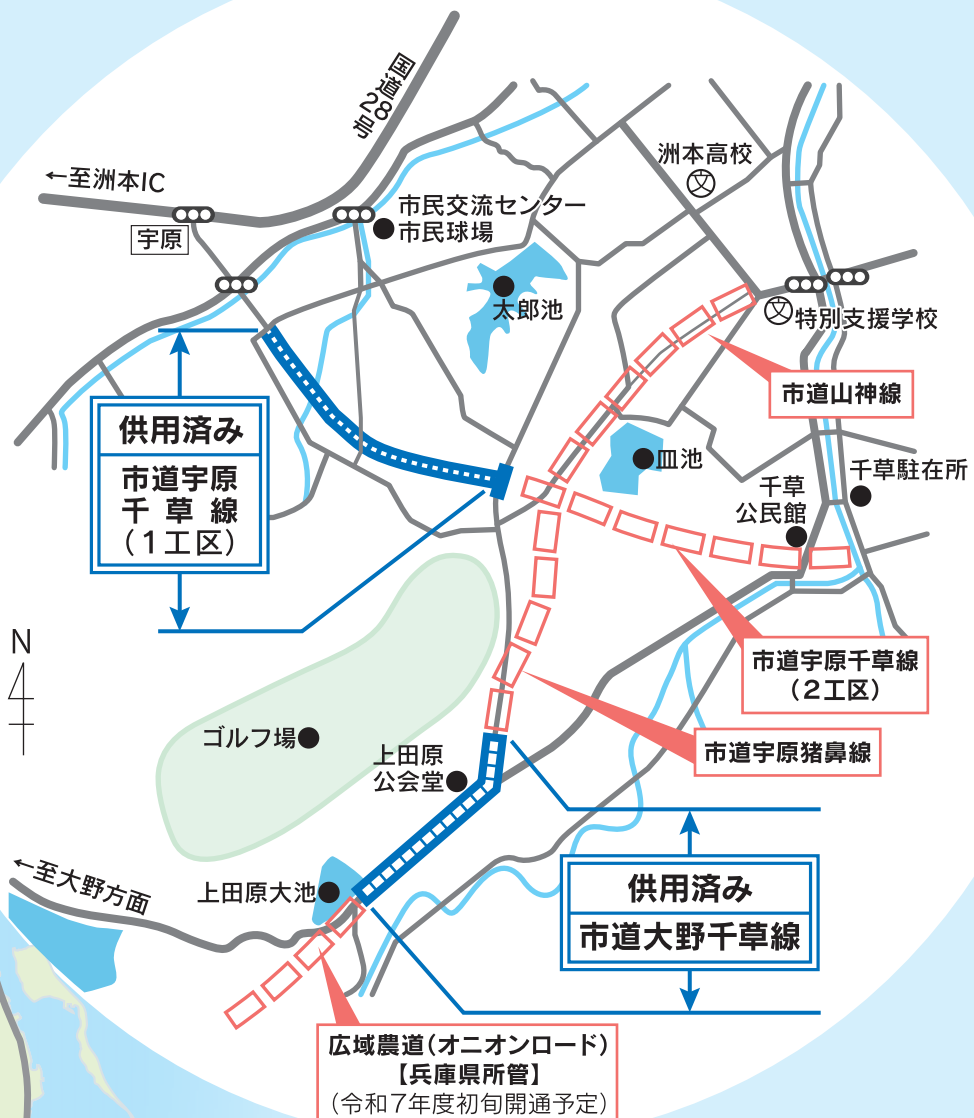 国道28号
←至洲本IC
宇原
市民交流センター
市民球場
洲本高校
文
太郎池
文
特別支援学校
市道山神線
供用済み
市道宇原
千草線
（1工区）
皿池
千草駐在所
千草
公民館
N
市道宇原千草線
（2工区）
市道宇原猪鼻線
ゴルフ場
上田原
公会堂
←至大野方面
上田原大池
供用済み
市道大野千草線
広域農道（オニオンロード）
【兵庫県所管】
（令和7年度初旬開通予定）